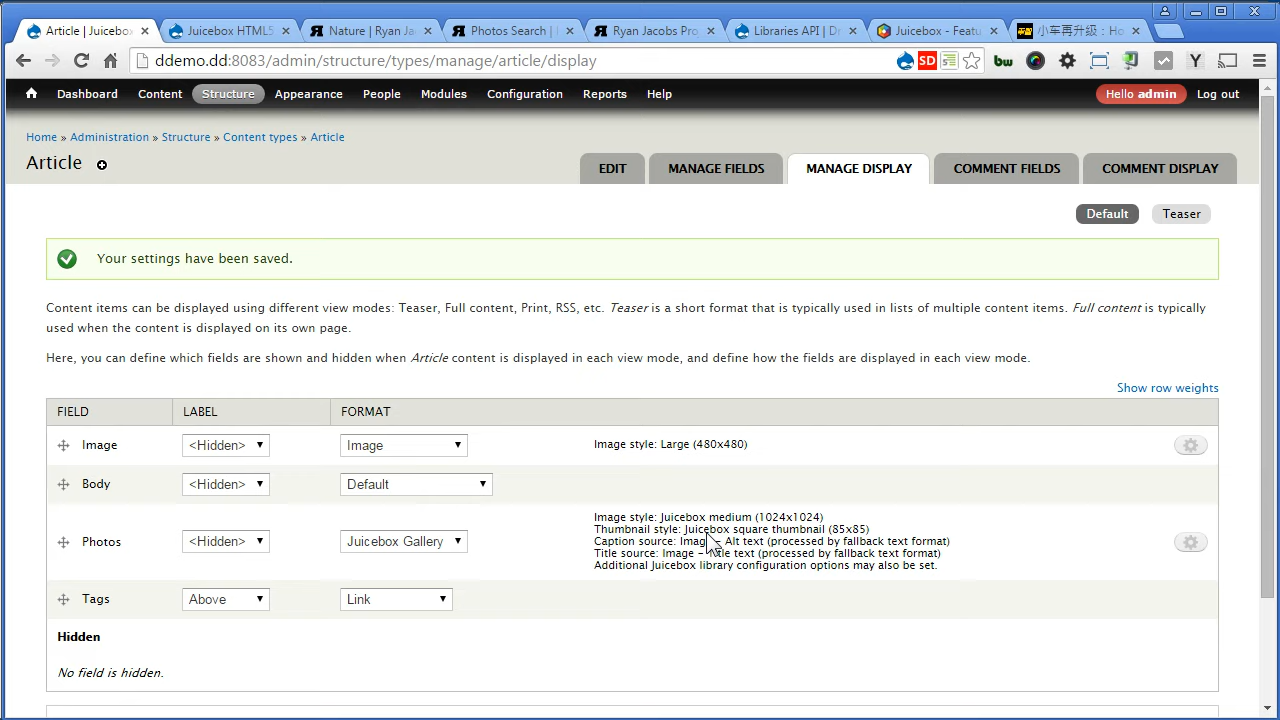 Article | Juicebox
Juicebox HTML5
Nature | Ryan Ja
Photos Search |
Ryan Jacobs Pro
Libraries API | D
Juicebox - Featu
小车再升級：Ho
ddemo.dd:8083/admin/structure/types/manage/article/display
SD
bw
Y
Dashboard Content Structure Appearance People Modules Configuration Reports Help
Hello admin Log out
Home » Administration » Structure » Content types » Article
Article
EDIT MANAGE FIELDS MANAGE DISPLAY COMMENT FIELDS COMMENT DISPLAY
Default Teaser
Your settings have been saved.
Content items can be displayed using different view modes: Teaser, Full content, Print, RSS, etc. Teaser is a short format that is typically used in lists of multiple content items. Full content is typically
used when the content is displayed on its own page.
Here, you can define which fields are shown and hidden when Article content is displayed in each view mode, and define how the fields are displayed in each view mode.
Show row weights
FIELD LABEL FORMAT
Image <Hidden> Image Image style: Large (480x480)
Body <Hidden> Default
Photos <Hidden> Juicebox Gallery
Image style: Juicebox medium (1024x1024)
Thumbnail style: Juicebox square thumbnail (85x85)
Caption source: Image – Alt text (processed by fallback text format)
Title source: Image – Title text (processed by fallback text format)
Additional Juicebox library configuration options may also be set.
Tags Above Link
Hidden
No field is hidden.